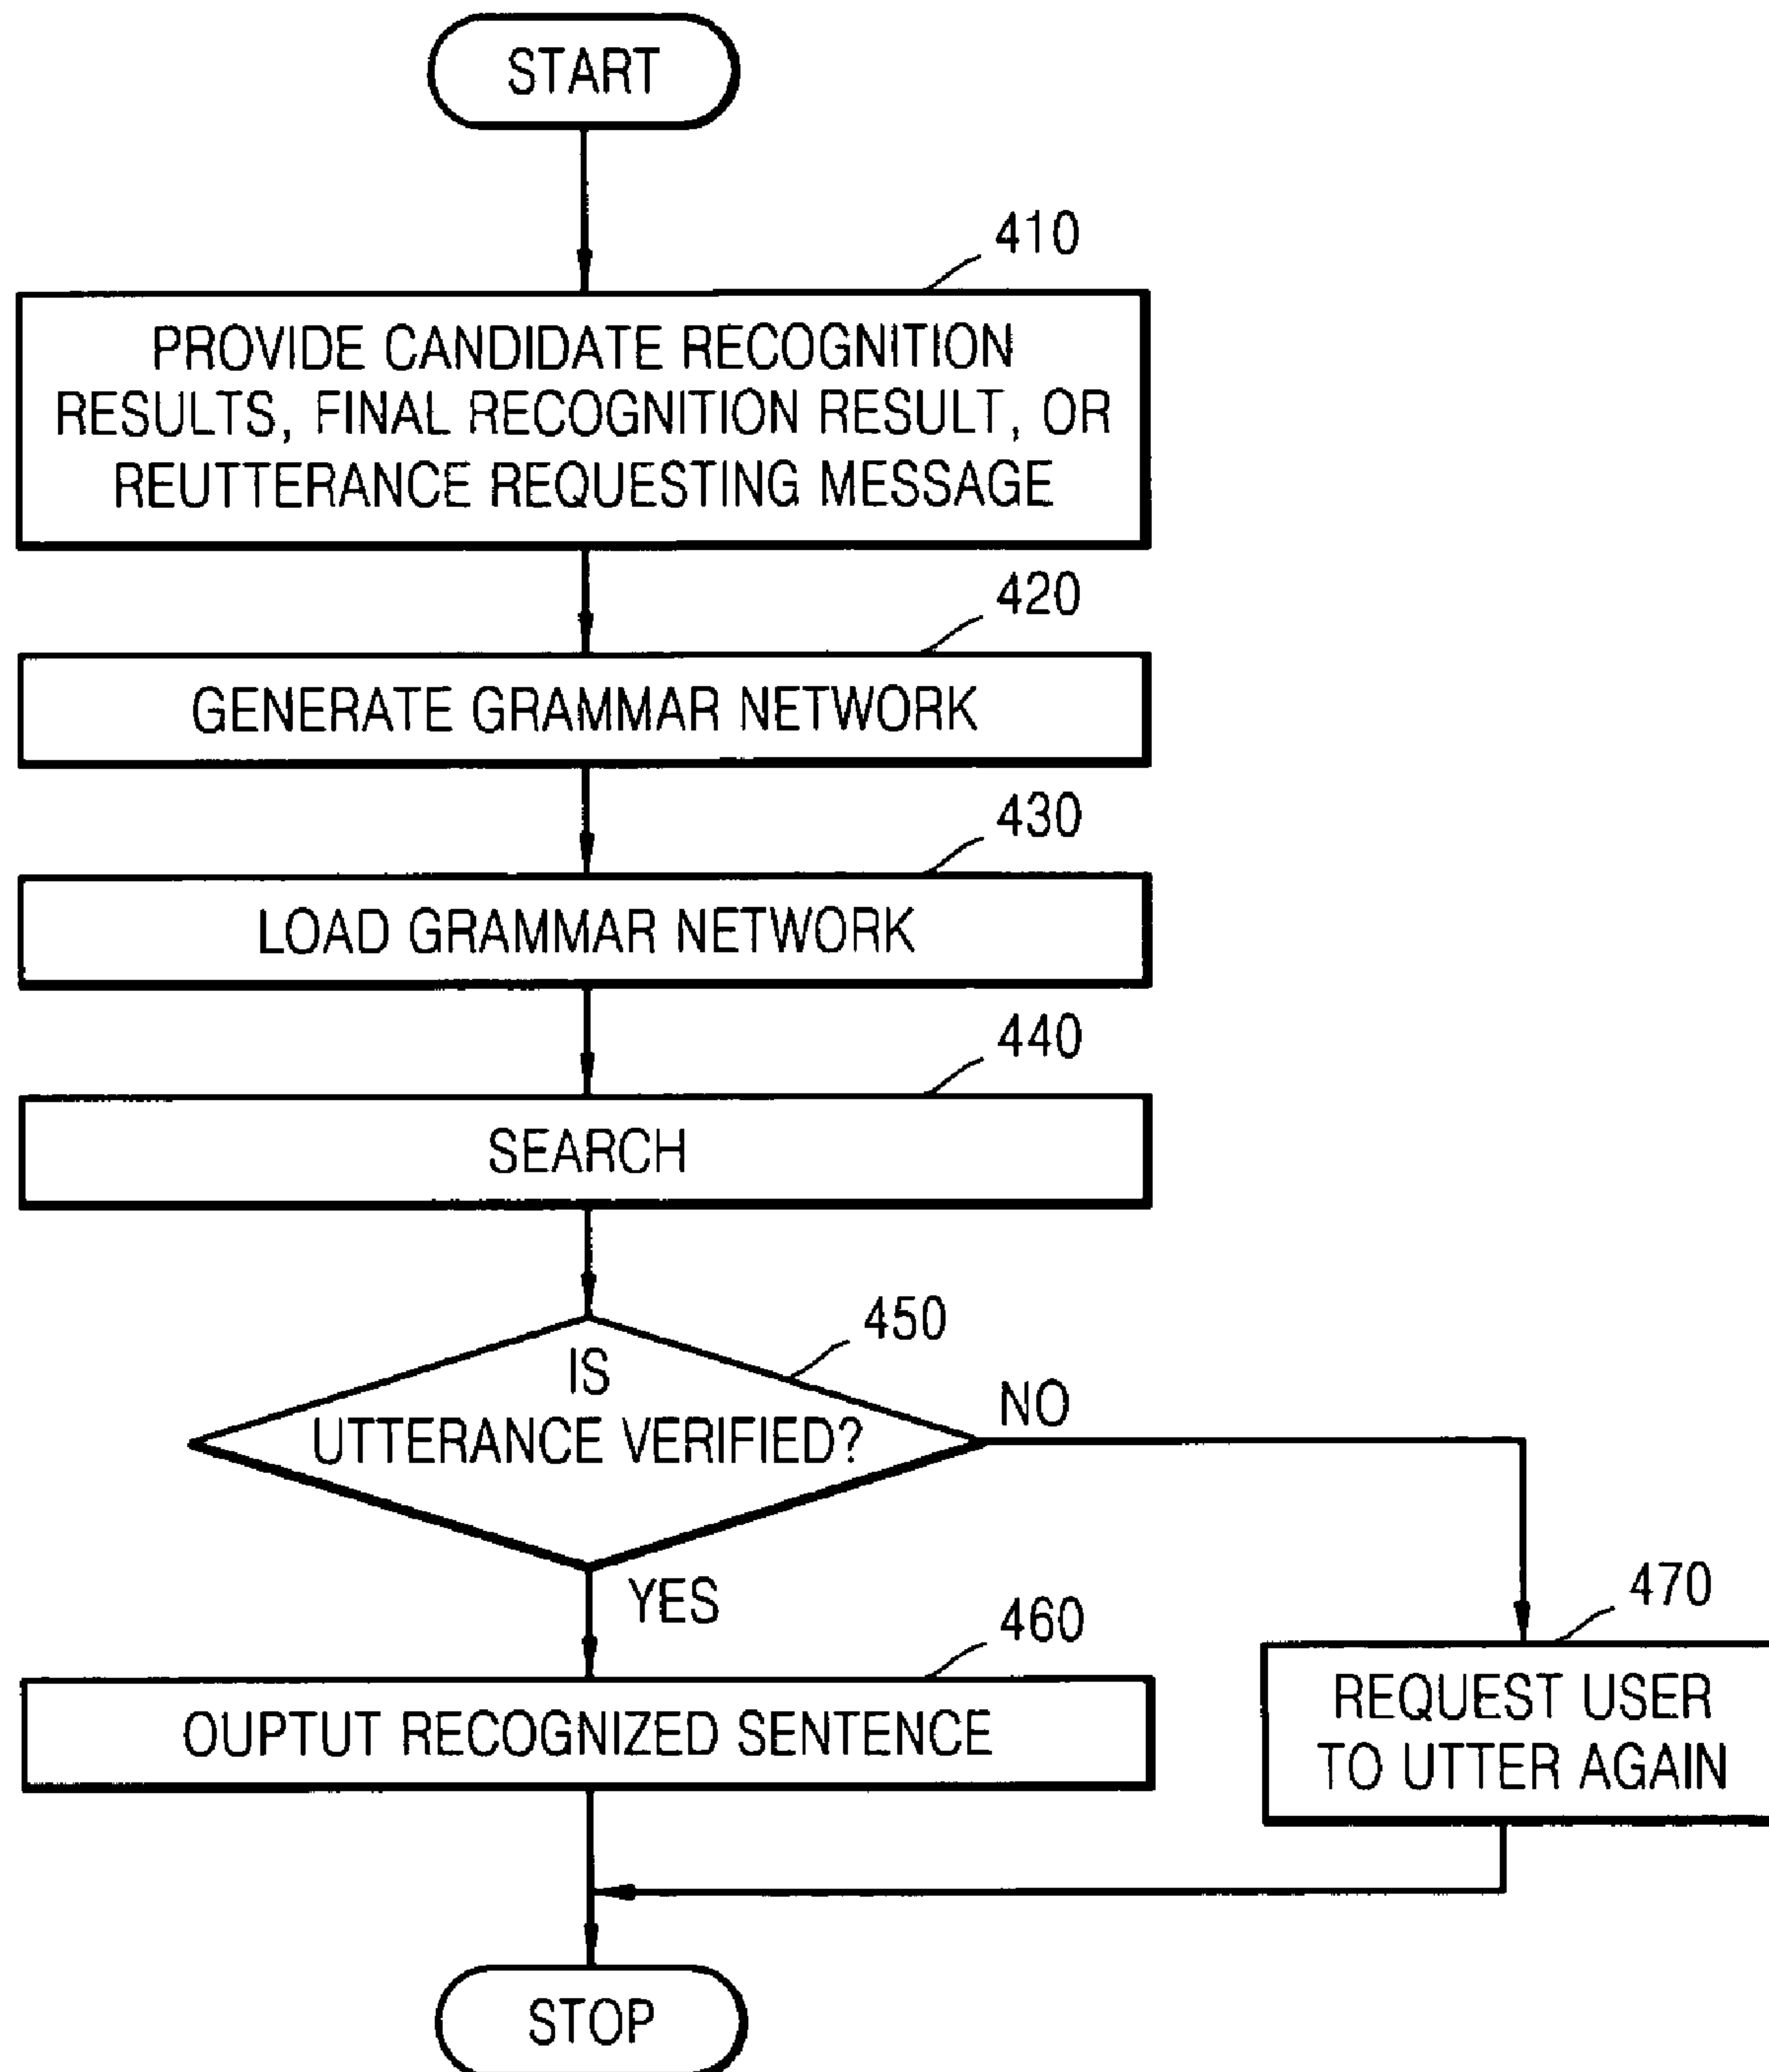 START
410
PROVIDE CANDIDATE RECOGNITION
RESULTS, FINAL RECOGNITION RESULT, OR
REUTTERANCE REQUESTING MESSAGE
420
GENERATE GRAMMAR NETWORK
430
LOAD GRAMMAR NETWORK
440
SEARCH
450
IS
UTTERANCE VERIFIED?
NO
YES
460
OUPTUT RECOGNIZED SENTENCE
470
REQUEST USER
TO UTTER AGAIN
STOP